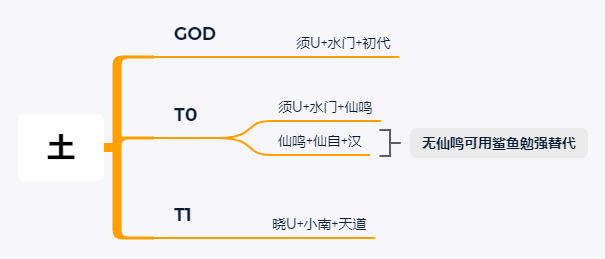 土
GOD
须U+水门+初代
T0
须U+水门+仙鸣
仙鸣+仙自+汉
无仙鸣可用鲨鱼勉强替代
T1
晓U+小南+天道